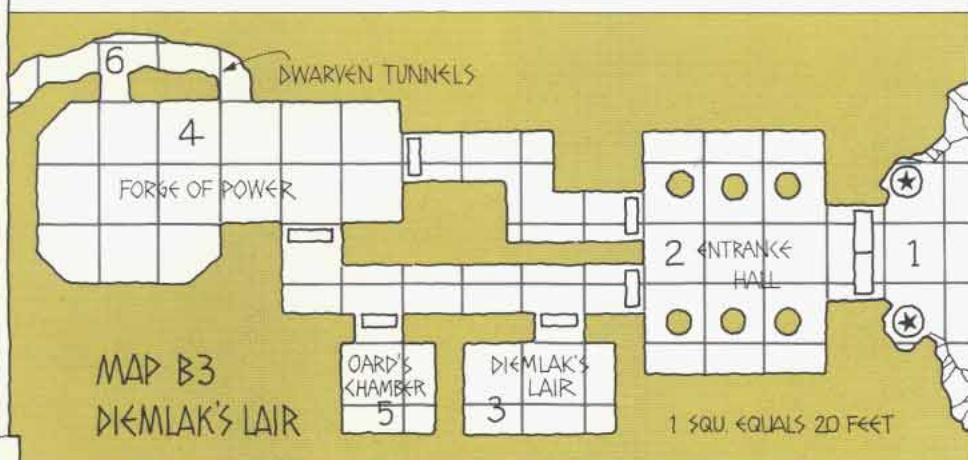 6
DWARVEN TUNNELS
4
FORGE OF POWER
2 ENTRANCE
HALL
1
OARD'S
CHAMBER
5
DIEMLAK'S
LAIR
3
MAP B3
DIEMLAK'S LAIR
1 SQU. EQUALS 20 FEET